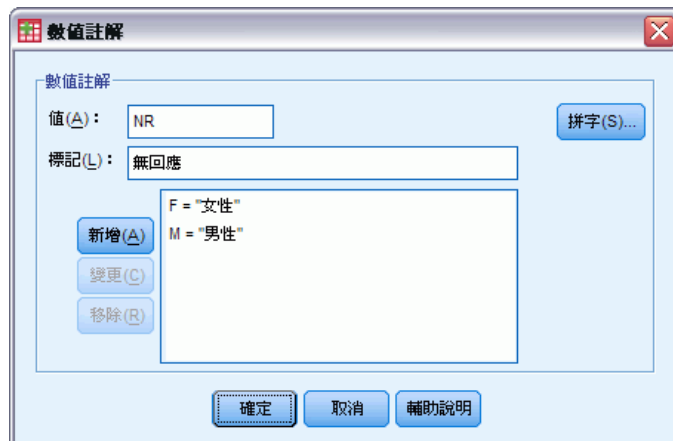 數值註解
數值註解
值(A)：
NR
拼字(S)...
標記(L)：
無回應
F = "女性"
M = "男性"
新增(A)
變更(C)
移除(R)
確定
取消
輔助說明